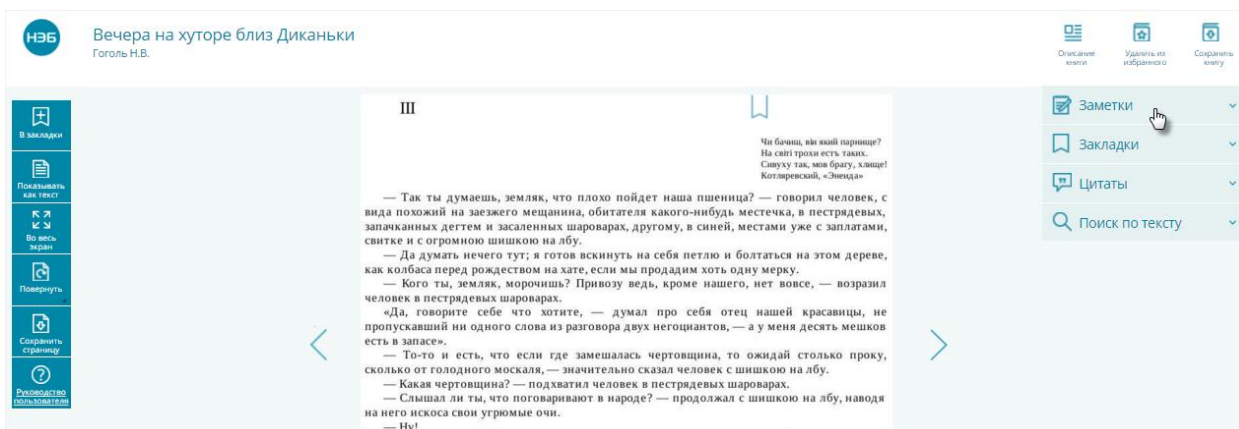 НЭБ
Вечера на хуторе близ Диканьки
Гоголь Н.В.
Описание
книги
Удалить из
избранного
Сохранить
книгу
В закладки
Показывать
как текст
Во весь
экран
Повернуть
Сохранить
страницу
Руководство
пользователя
III
Чи бачиш, він який парнище?
На світі трохи есть таких.
Сивуху так, мов брагу, хлище!
Котляревский, «Энеида»
— Так ты думаешь, земляк, что плохо пойдет наша пшеница? — говорил человек, с
вида похожий на заезжего мещанина, обитателя какого-нибудь местечка, в пестрядевых,
запачканных дегтем и засаленных шароварах, другому, в синей, местами уже с заплатами,
свитке и с огромною шишкою на лбу.
— Да думать нечего тут; я готов вскинуть на себя петлю и болтаться на этом дереве,
как колбаса перед рождеством на хате, если мы продадим хоть одну мерку.
— Кого ты, земляк, морочишь? Привозу ведь, кроме нашего, нет вовсе, — возразил
человек в пестрядевых шароварах.
«Да, говорите себе что хотите, — думал про себя отец нашей красавицы, не
пропускавший ни одного слова из разговора двух негоциантов, — а у меня десять мешков
есть в запасе».
— То-то и есть, что если где замешалась чертовщина, то ожидай столько проку,
сколько от голодного москаля, — значительно сказал человек с шишкою на лбу.
— Какая чертовщина? — подхватил человек в пестрядевых шароварах.
— Слышал ли ты, что поговаривают в народе? — продолжал с шишкою на лбу, наводя
на него искоса свои угрюмые очи.
— Ну!
Заметки
Закладки
Цитаты
Поиск по тексту